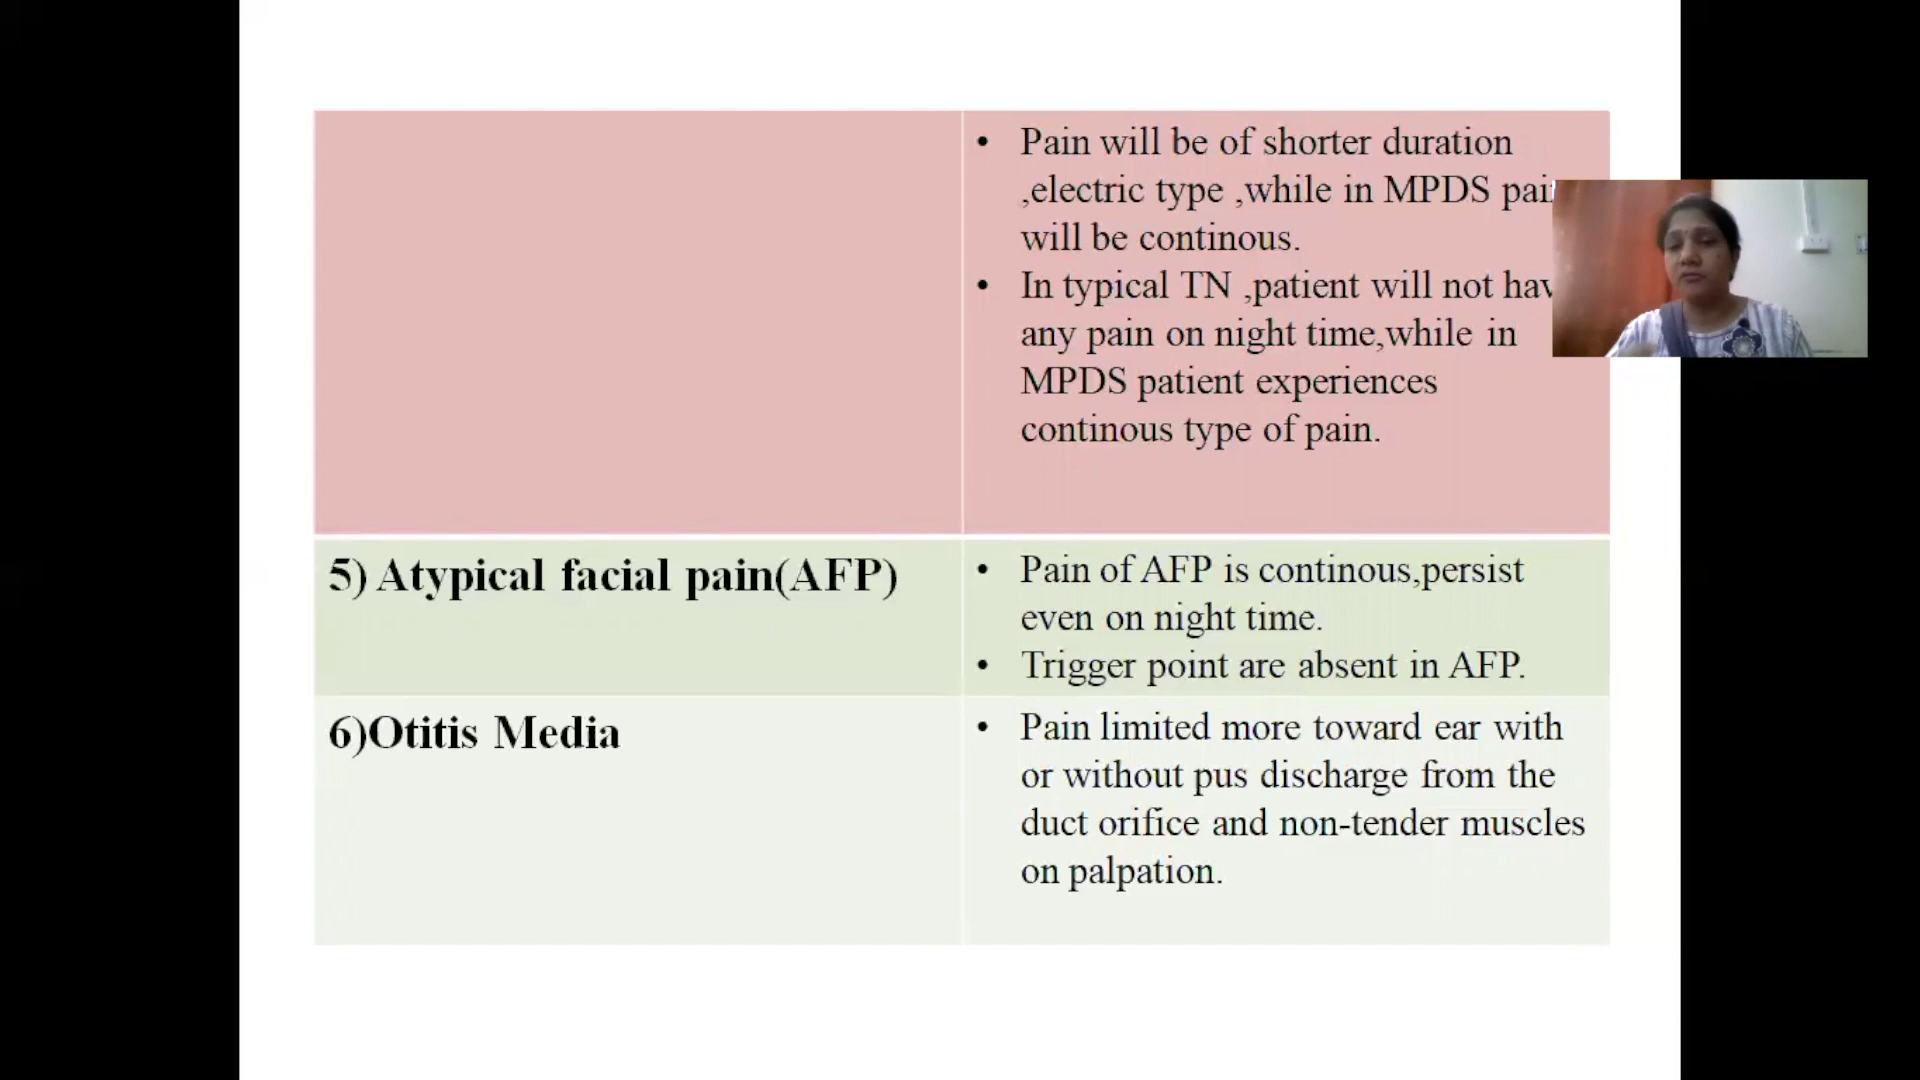 • Pain will be of shorter duration
,electric type ,while in MPDS pai
will be continous.
• In typical TN ,patient will not hav
any pain on night time,while in
MPDS patient experiences
continous type of pain.
5) Atypical facial pain(AFP)
• Pain of AFP is continous,persist
even on night time.
• Trigger point are absent in AFP.
6)Otitis Media
• Pain limited more toward ear with
or without pus discharge from the
duct orifice and non-tender muscles
on palpation.